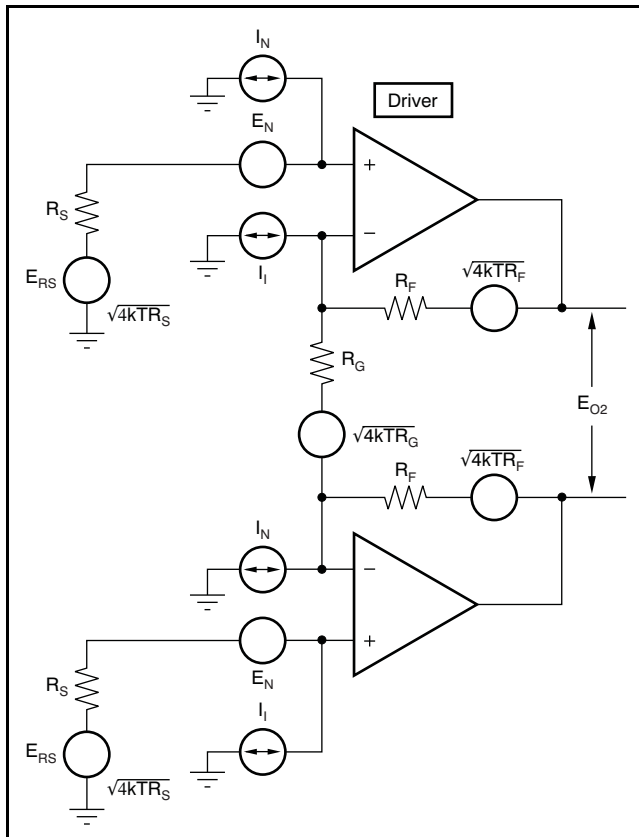 I_N
Driver
E_N
+
R_S
−
I_I
E_RS
√4kTR_S
R_F
√4kTR_F
R_G
√4kTR_G
E_O2
R_F
√4kTR_F
I_N
−
+
R_S
E_N
I_I
E_RS
√4kTR_S